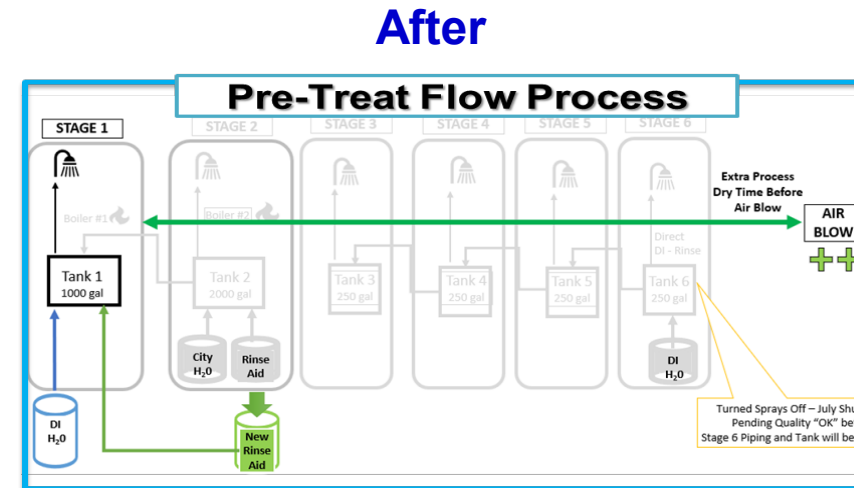 After
Pre-Treat Flow Process
STAGE 1
STAGE 2
STAGE 3
STAGE 4
STAGE 5
STAGE 6
Boiler #1
Boiler #2
Extra Process
Dry Time Before
Air Blow
AIR
BLOW
Direct
DI - Rinse
Tank 1
1000 gal
Tank 2
2000 gal
Tank 3
250 gal
Tank 4
250 gal
Tank 5
250 gal
Tank 6
250 gal
City
H₂0
Rinse
Aid
DI
H₂0
DI
H₂0
New
Rinse
Aid
Turned Sprays Off – July
Pending Quality "OK"
Stage 6 Piping and Tank will be